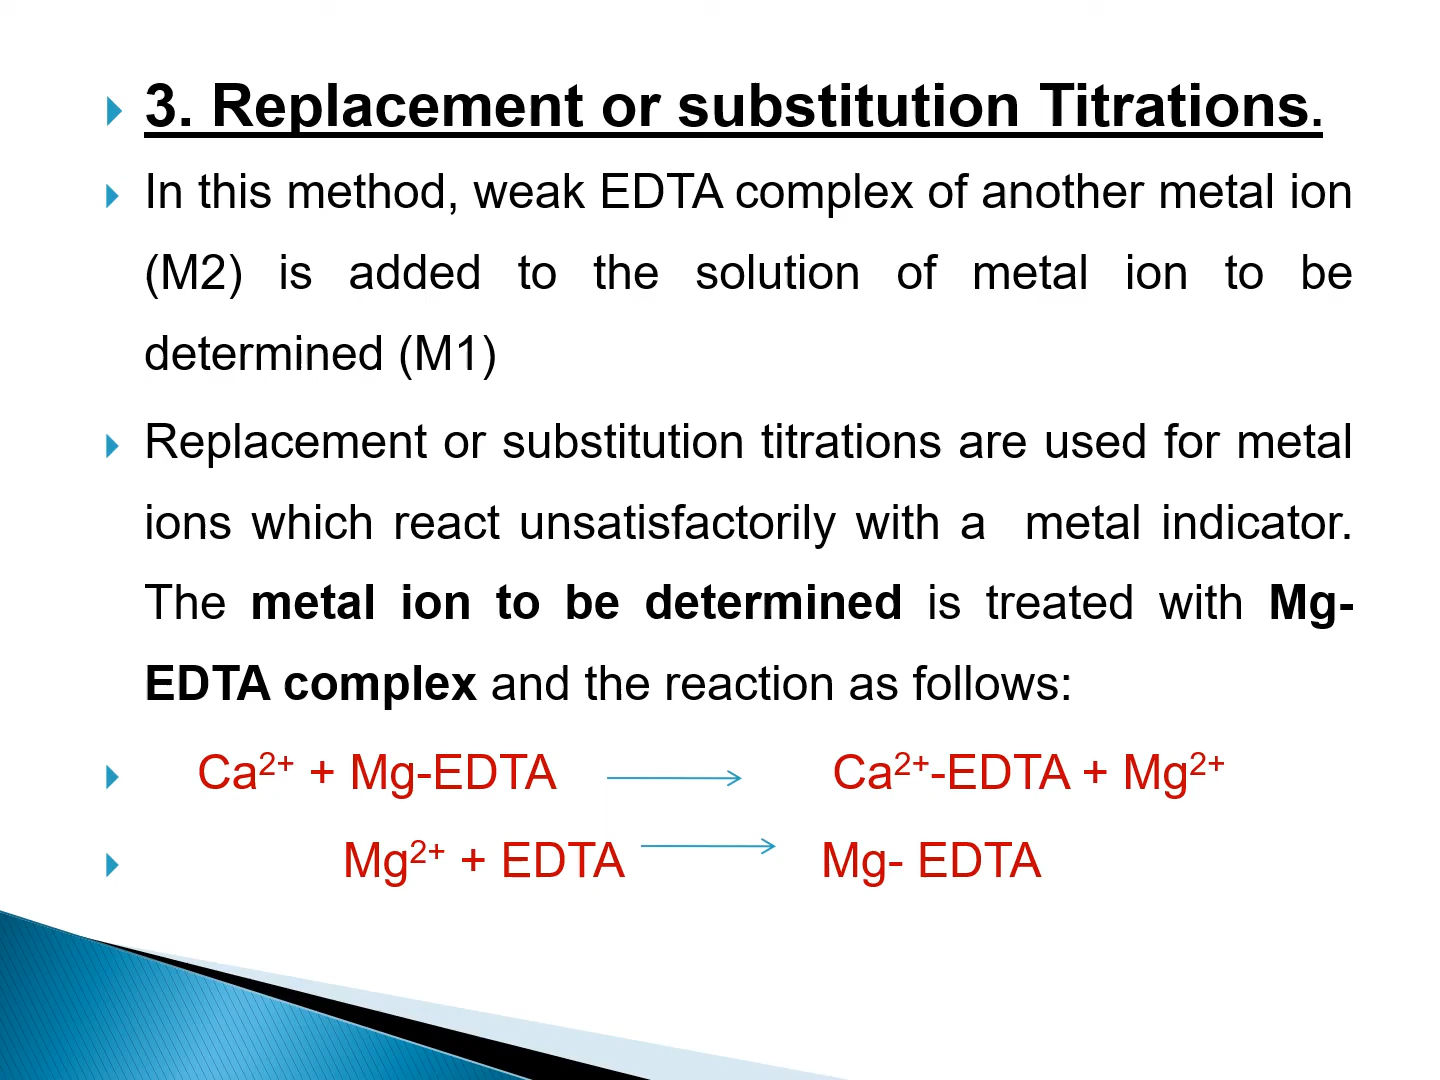 3. Replacement or substitution Titrations.
In this method, weak EDTA complex of another metal ion
(M2) is added to the solution of metal ion to be
determined (M1)
Replacement or substitution titrations are used for metal
ions which react unsatisfactorily with a metal indicator.
The metal ion to be determined is treated with Mg-
EDTA complex and the reaction as follows:
Ca²⁺ + Mg-EDTA ⟶ Ca²⁺-EDTA + Mg²⁺
Mg²⁺ + EDTA ⟶ Mg- EDTA